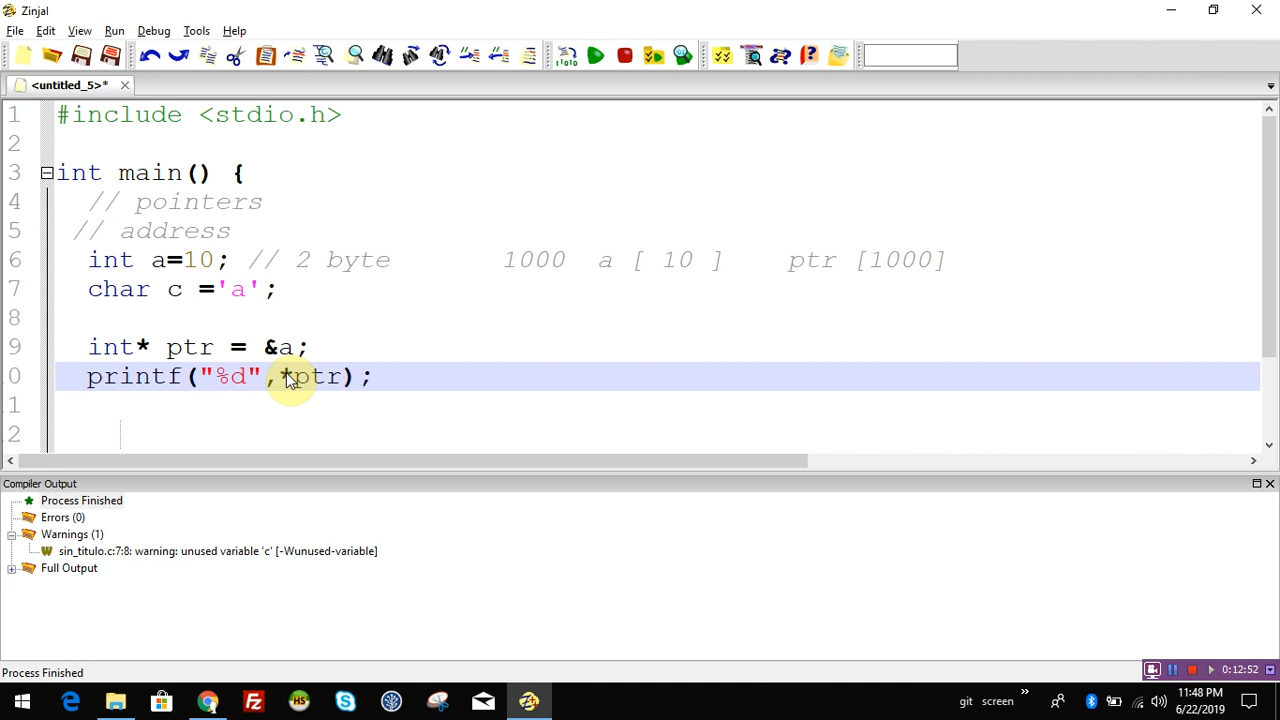 Zinjal
File Edit View Run Debug Tools Help
<untitled_5>*
1 #include <stdio.h>
2
3 int main() {
4 // pointers
5 // address
6 int a=10; // 2 byte 1000 a [ 10 ] ptr [1000]
7 char c ='a';
8
9 int* ptr = &a;
0 printf("%d",*ptr);
1
2
Compiler Output
Process Finished
Errors (0)
Warnings (1)
sin_titulo.c:7:8: warning: unused variable 'c' [-Wunused-variable]
Full Output
Process Finished
0:12:52
git screen
11:48 PM
6/22/2019